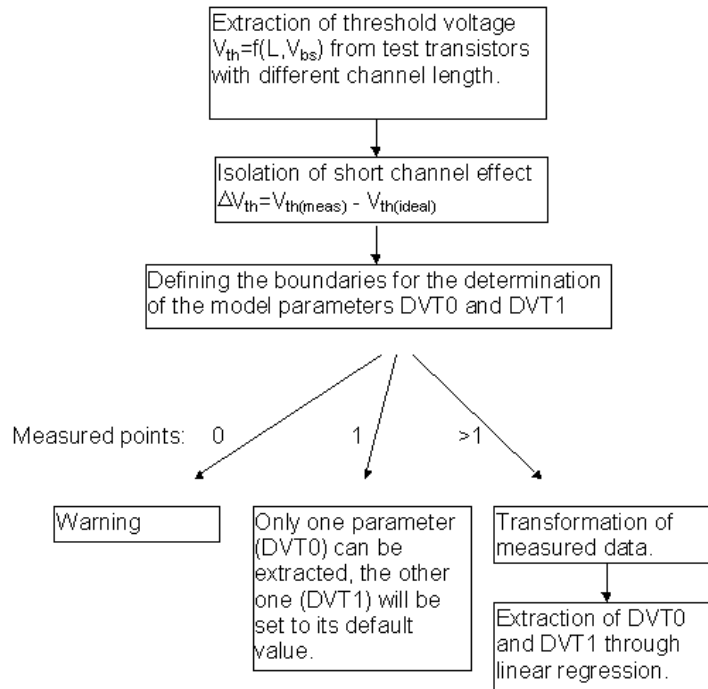 Extraction of threshold voltage
Vth=f(L,Vbs) from test transistors
with different channel length.
Isolation of short channel effect
ΔVth=Vth(meas) - Vth(ideal)
Defining the boundaries for the determination
of the model parameters DVT0 and DVT1
Measured points: 0 1 >1
Warning
Only one parameter
(DVT0) can be
extracted, the other
one (DVT1) will be
set to its default
value.
Transformation of
measured data.
Extraction of DVT0
and DVT1 through
linear regression.